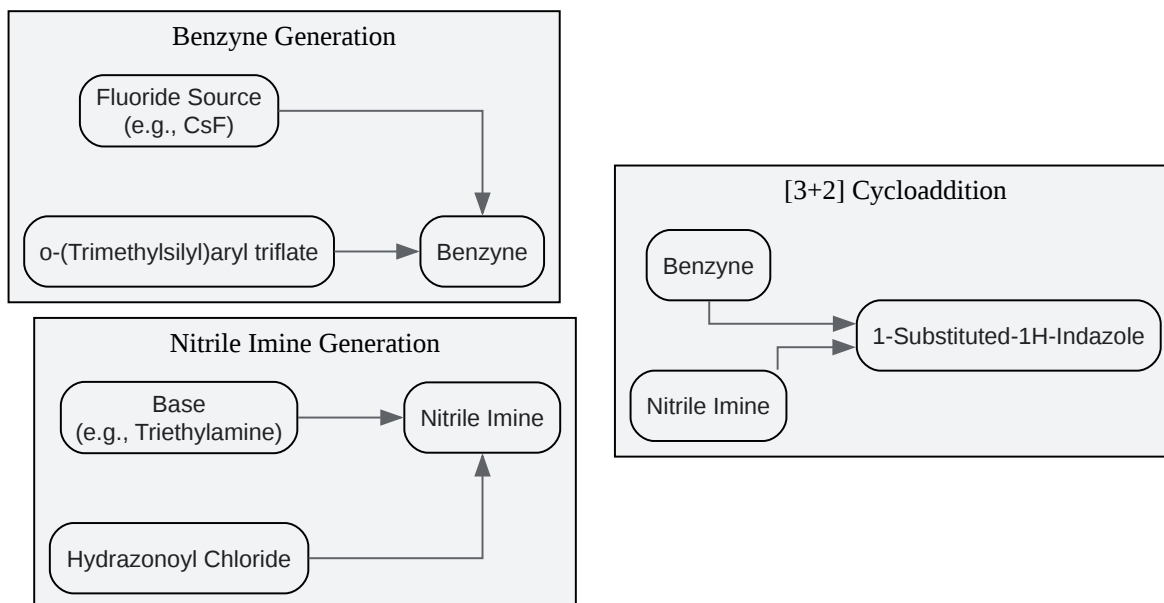 Benzyne Generation
Fluoride Source
(e.g., CsF)
o-(Trimethylsilyl)aryl triflate
Benzyne
Nitrile Imine Generation
Base
(e.g., Triethylamine)
Nitrile Imine
Hydrazonoyl Chloride
[3+2] Cycloaddition
Benzyne
1-Substituted-1H-Indazole
Nitrile Imine